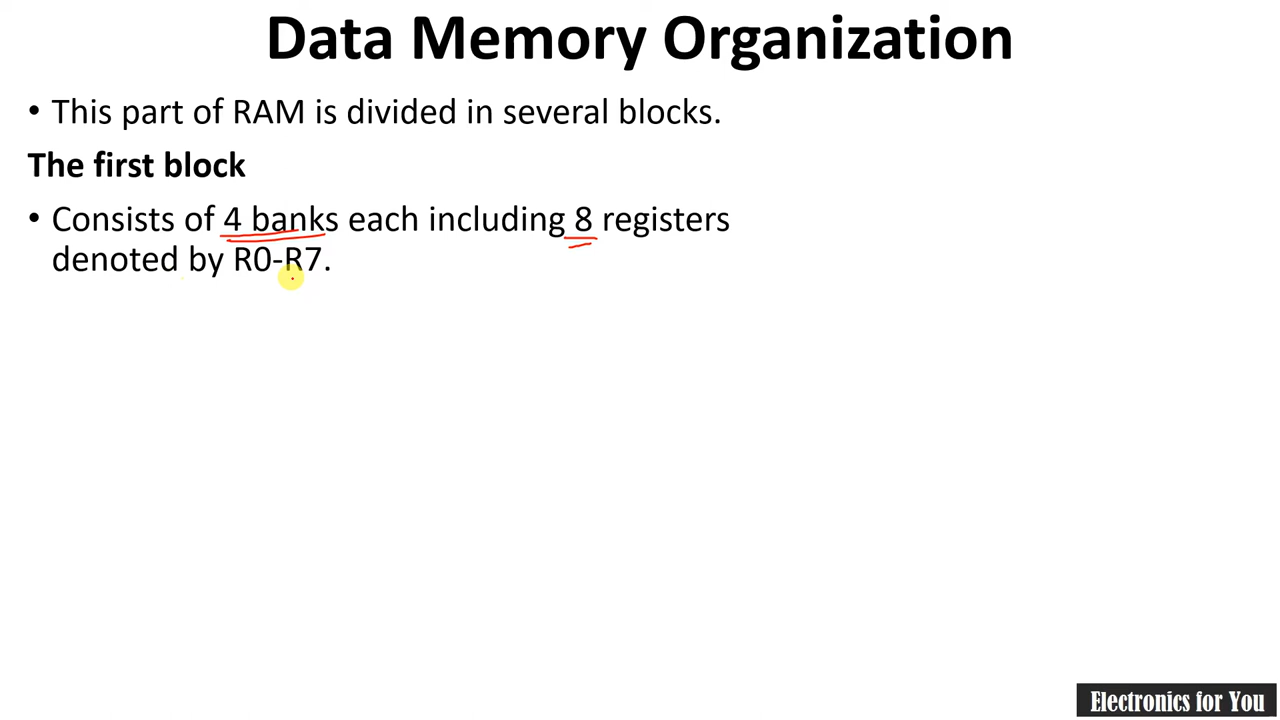 Data Memory Organization
• This part of RAM is divided in several blocks.
The first block
• Consists of 4 banks each including 8 registers
denoted by R0-R7.
Electronics for You